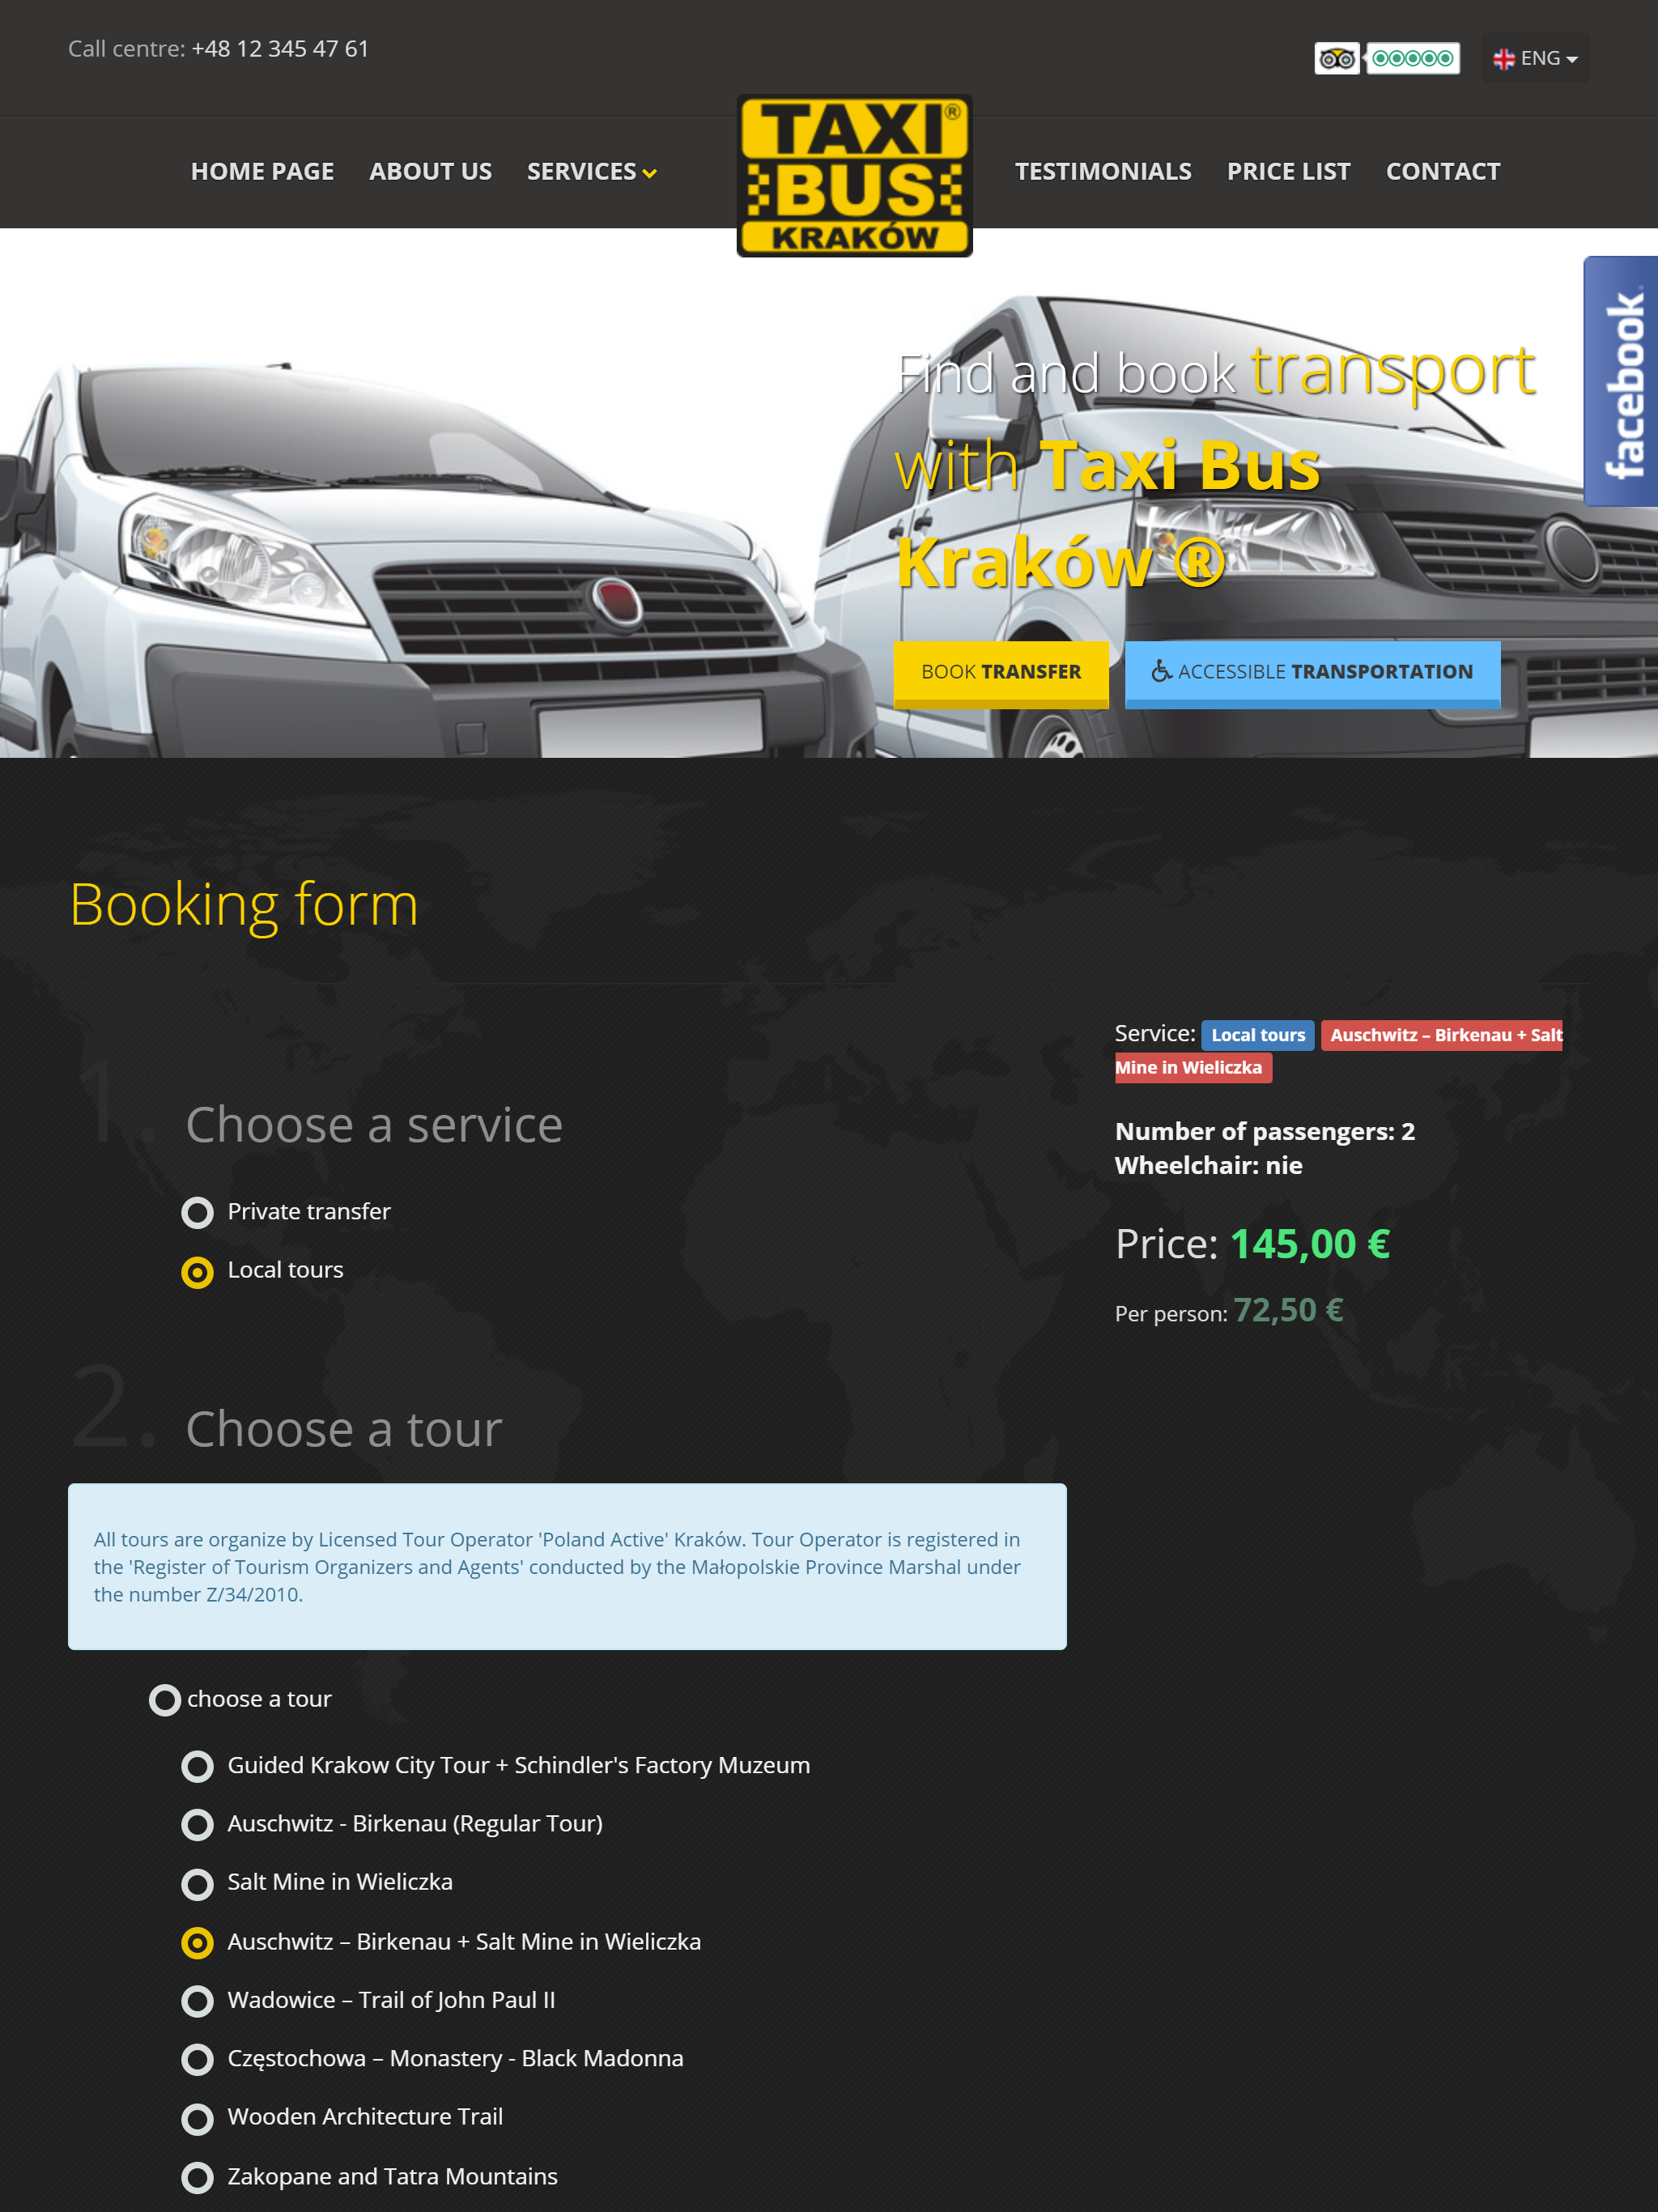 Call centre: +48 12 345 47 61
ENG
HOME PAGE
ABOUT US
SERVICES
TAXI®
BUS
KRAKÓW
TESTIMONIALS
PRICE LIST
CONTACT
facebook
Find and book transport
with Taxi Bus
Kraków ®
BOOK TRANSFER
ACCESSIBLE TRANSPORTATION
Booking form
Service: Local tours Auschwitz – Birkenau + Salt
Mine in Wieliczka
Number of passengers: 2
Wheelchair: nie
Price: 145,00 €
Per person: 72,50 €
1. Choose a service
Private transfer
Local tours
2. Choose a tour
All tours are organize by Licensed Tour Operator 'Poland Active' Kraków. Tour Operator is registered in
the 'Register of Tourism Organizers and Agents' conducted by the Małopolskie Province Marshal under
the number Z/34/2010.
choose a tour
Guided Krakow City Tour + Schindler's Factory Muzeum
Auschwitz - Birkenau (Regular Tour)
Salt Mine in Wieliczka
Auschwitz – Birkenau + Salt Mine in Wieliczka
Wadowice – Trail of John Paul II
Częstochowa – Monastery - Black Madonna
Wooden Architecture Trail
Zakopane and Tatra Mountains